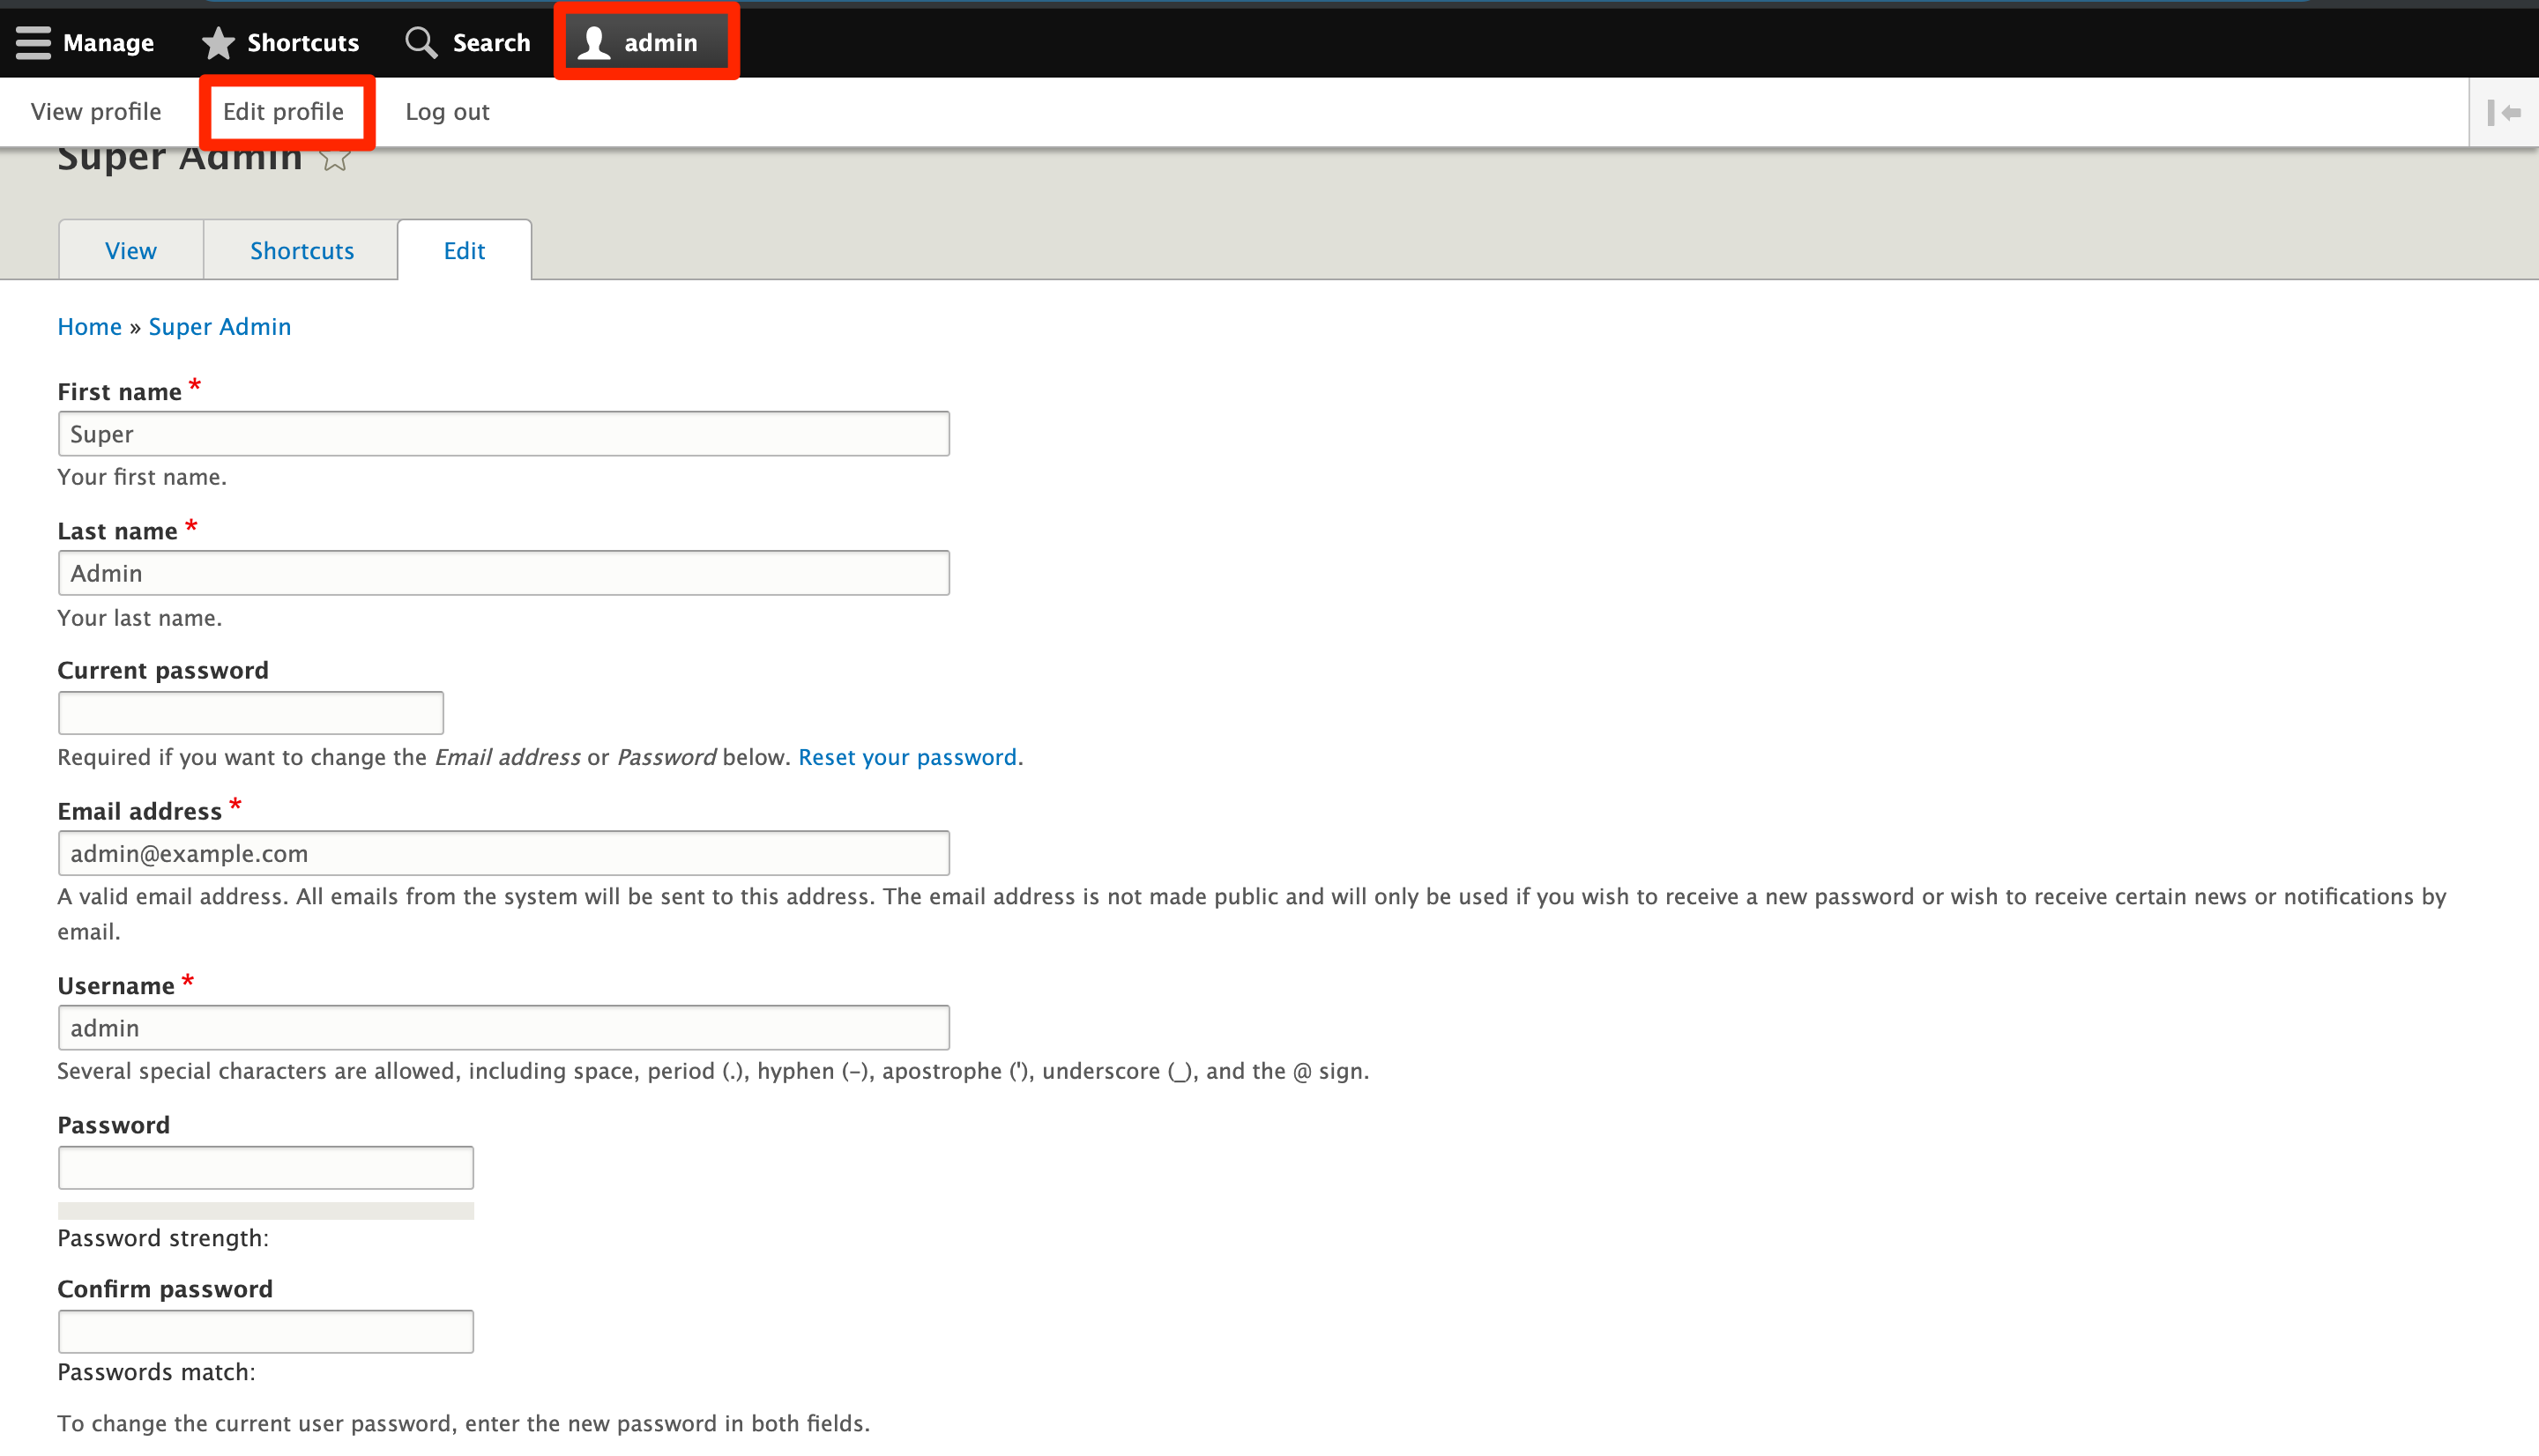 Manage Shortcuts Search admin
View profile Edit profile Log out
Super Admin
View Shortcuts Edit
Home » Super Admin
First name *
Super
Your first name.
Last name *
Admin
Your last name.
Current password
Required if you want to change the Email address or Password below. Reset your password.
Email address *
admin@example.com
A valid email address. All emails from the system will be sent to this address. The email address is not made public and will only be used if you wish to receive a new password or wish to receive certain news or notifications by
email.
Username *
admin
Several special characters are allowed, including space, period (.), hyphen (-), apostrophe ('), underscore (_), and the @ sign.
Password
Password strength:
Confirm password
Passwords match:
To change the current user password, enter the new password in both fields.